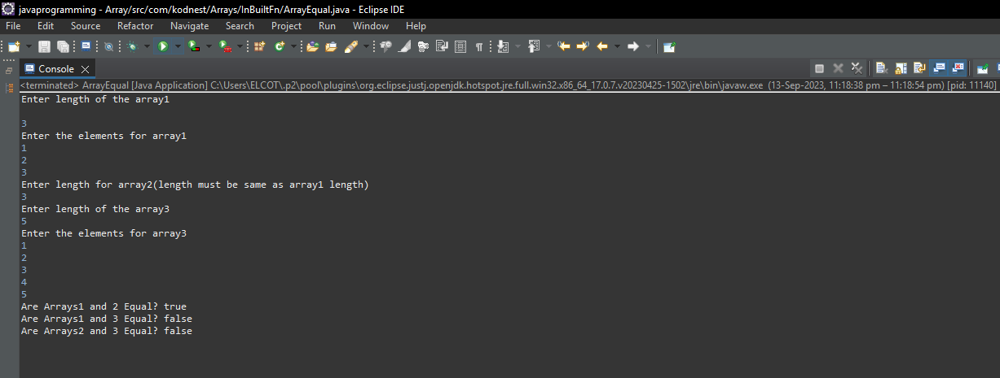 javaprogramming - Array/src/com/kodnest/Arrays/InBuiltFn/ArrayEqual.java - Eclipse IDE
File Edit Source Refactor Navigate Search Project Run Window Help
Console
<terminated> ArrayEqual [Java Application] C:\Users\ELCOT\.p2\pool\plugins\org.eclipse.justj.openjdk.hotspot.jre.full.win32.x86_64_17.0.7.v20230425-1502\jre\bin\javaw.exe (13-Sep-2023, 11:18:38 pm – 11:18:54 pm) [pid: 11140]
Enter length of the array1
3
Enter the elements for array1
1
2
3
Enter length for array2(length must be same as array1 length)
3
Enter length of the array3
5
Enter the elements for array3
1
2
3
4
5
Are Arrays1 and 2 Equal? true
Are Arrays1 and 3 Equal? false
Are Arrays2 and 3 Equal? false